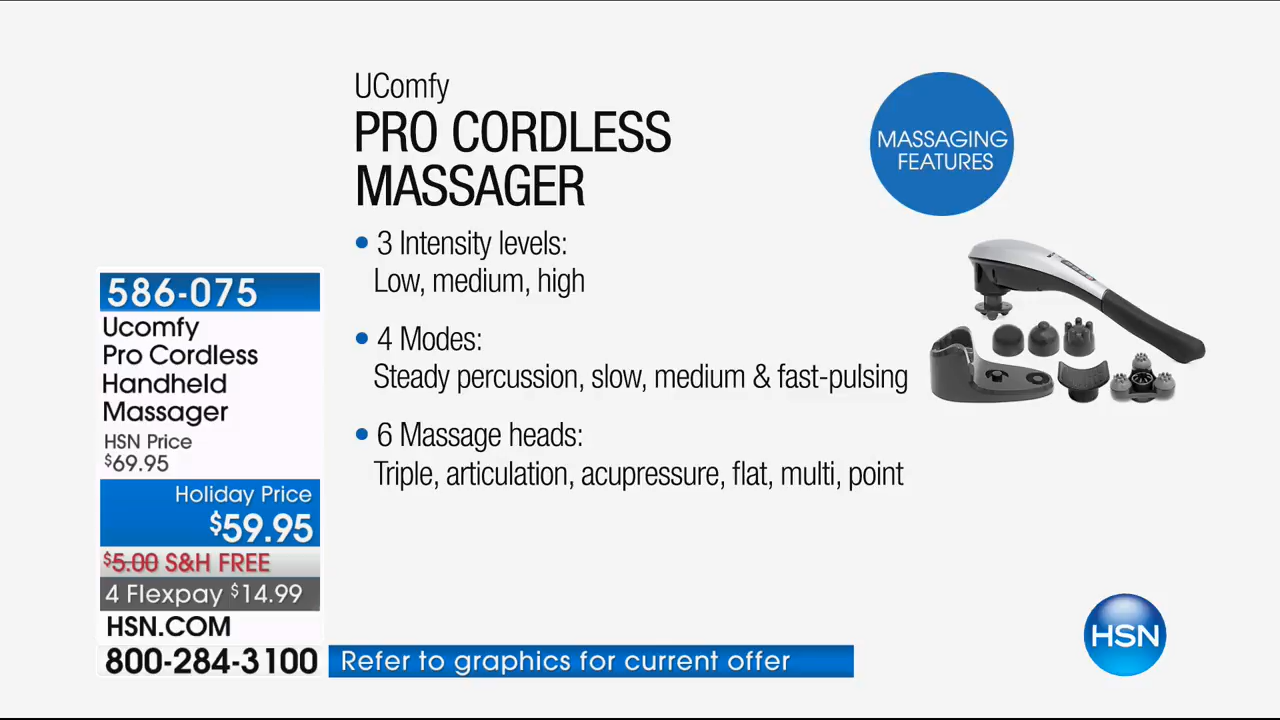 UComfy
PRO CORDLESS
MASSAGER
MASSAGING
FEATURES
• 3 Intensity levels:
Low, medium, high
• 4 Modes:
Steady percussion, slow, medium & fast-pulsing
• 6 Massage heads:
Triple, articulation, acupressure, flat, multi, point
586-075
Ucomfy
Pro Cordless
Handheld
Massager
HSN Price
$69.95
Holiday Price
$59.95
$5.00 S&H FREE
4 Flexpay $14.99
HSN.COM
800-284-3100
Refer to graphics for current offer
HSN